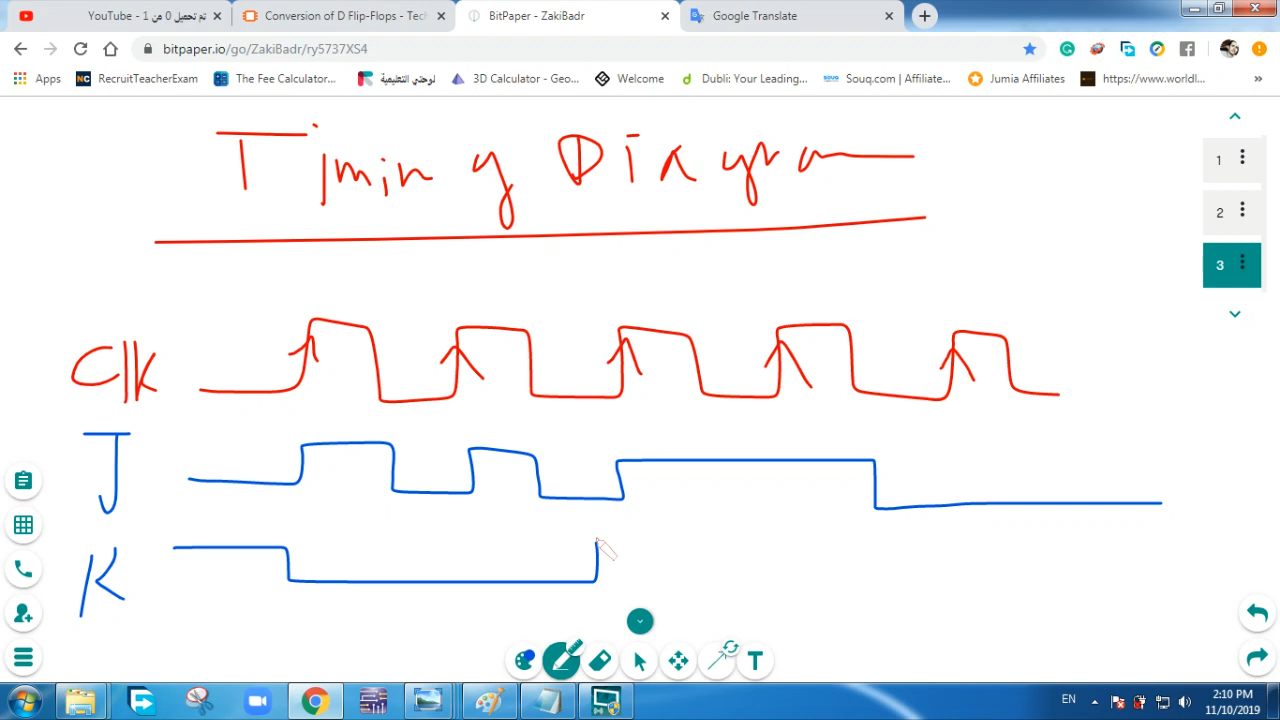 YouTube - 1 تم تحميل 0 من
Conversion of D Flip-Flops - Tech
BitPaper - ZakiBadr
Google Translate
bitpaper.io/go/ZakiBadr/ry5737XS4
Apps
RecruitTeacherExam
The Fee Calculator...
لوحتي التعليمية
3D Calculator - Geo...
Welcome
Dubli: Your Leading...
Souq.com | Affiliate...
Jumia Affiliates
https://www.worldl...
»
Timing Diagram
1
2
3
Clk
J
K
T
EN
2:10 PM
11/10/2019